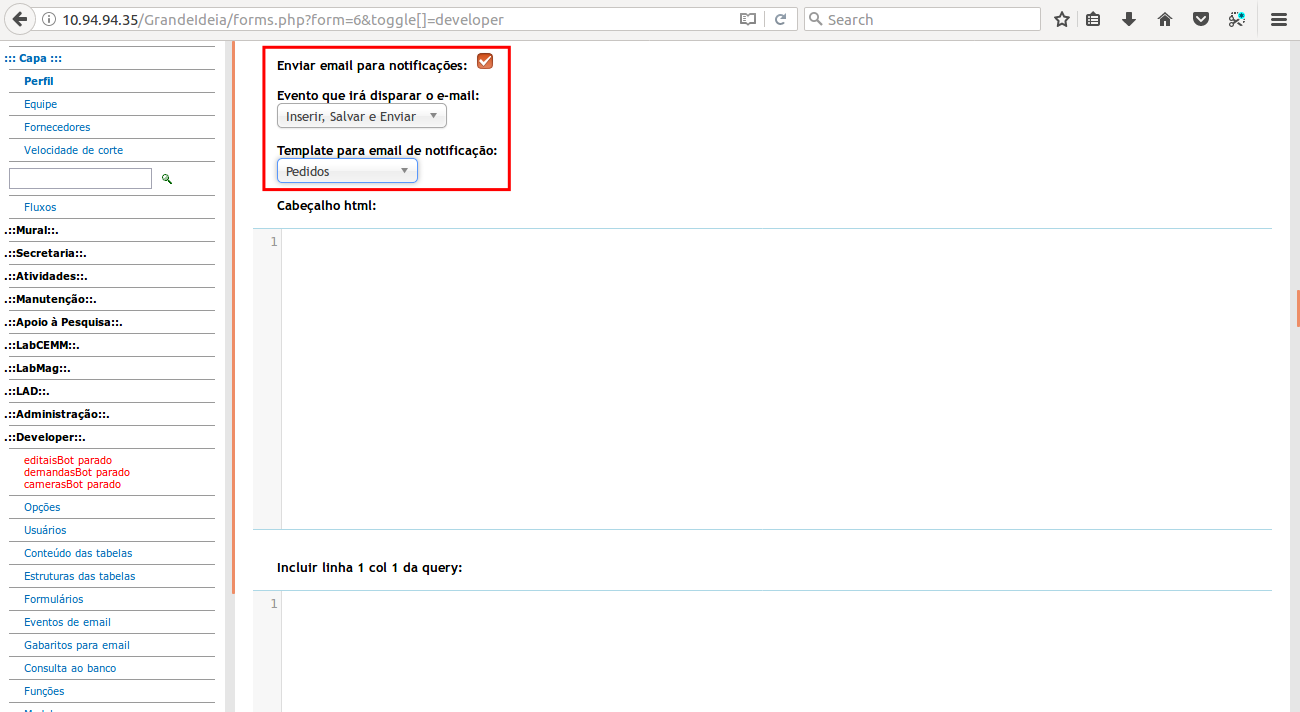 10.94.94.35/GrandeIdeia/forms.php?form=6&toggle[]=developer
Search
::: Capa :::
Perfil
Equipe
Fornecedores
Velocidade de corte
Fluxos
.::Mural::.
.::Secretaria::.
.::Atividades::.
.::Manutenção::.
.::Apoio à Pesquisa::.
.::LabCEMM::.
.::LabMag::.
.::LAD::.
.::Administração::.
.::Developer::.
editaisBot parado
demandasBot parado
camerasBot parado
Opções
Usuários
Conteúdo das tabelas
Estruturas das tabelas
Formulários
Eventos de email
Gabaritos para email
Consulta ao banco
Funções
Enviar email para notificações:
Evento que irá disparar o e-mail:
Inserir, Salvar e Enviar
Template para email de notificação:
Pedidos
Cabeçalho html:
1
Incluir linha 1 col 1 da query:
1